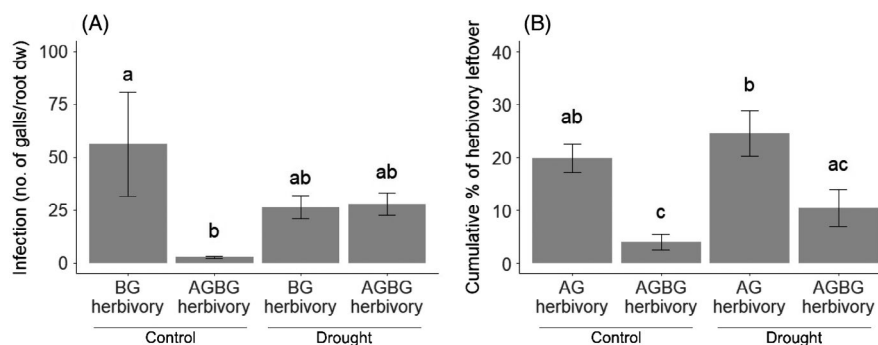 (A)
Infection (no. of galls/root dw)
100
75
50
25
0
a
b
ab
ab
BG
herbivory
AGBG
herbivory
BG
herbivory
AGBG
herbivory
Control
Drought
(B)
Cumulative % of herbivory leftover
40
30
20
10
0
ab
c
b
ac
AG
herbivory
AGBG
herbivory
AG
herbivory
AGBG
herbivory
Control
Drought